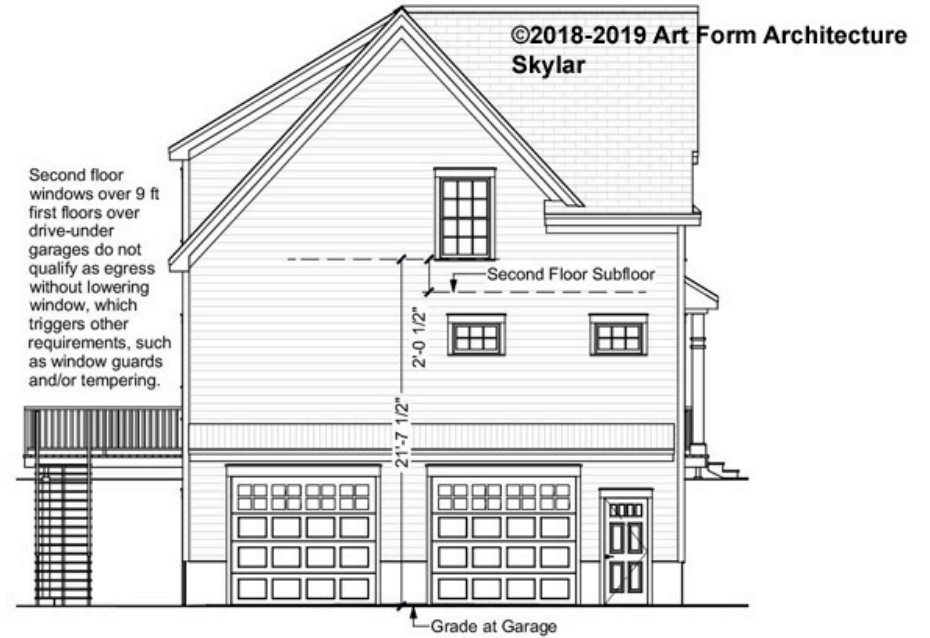 ©2018-2019 Art Form Architecture
Skylar
Second floor
windows over 9 ft
first floors over
drive-under
garages do not
qualify as egress
without lowering
window, which
triggers other
requirements, such
as window guards
and/or tempering.
Second Floor Subfloor
2'-0 1/2"
21'-7 1/2"
Grade at Garage